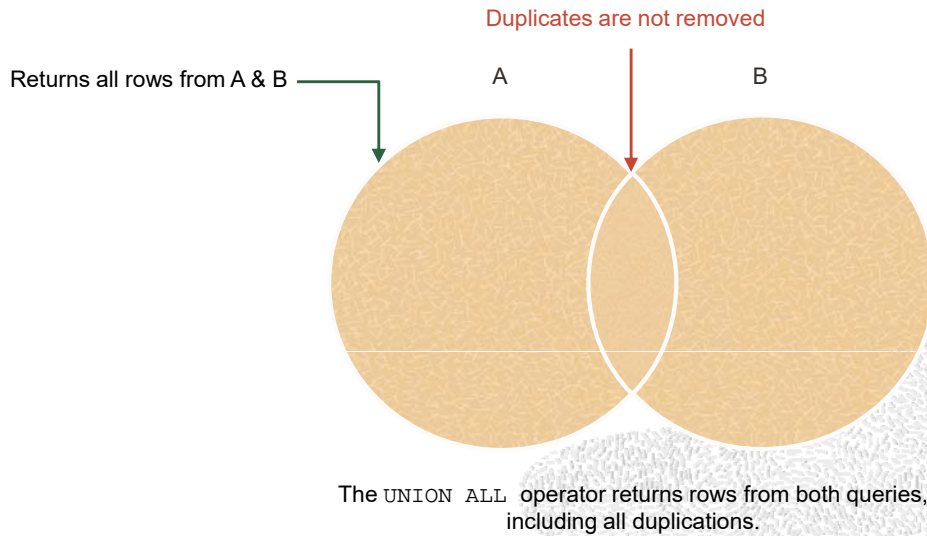 Duplicates are not removed
Returns all rows from A & B
A
B
The UNION ALL operator returns rows from both queries,
including all duplications.